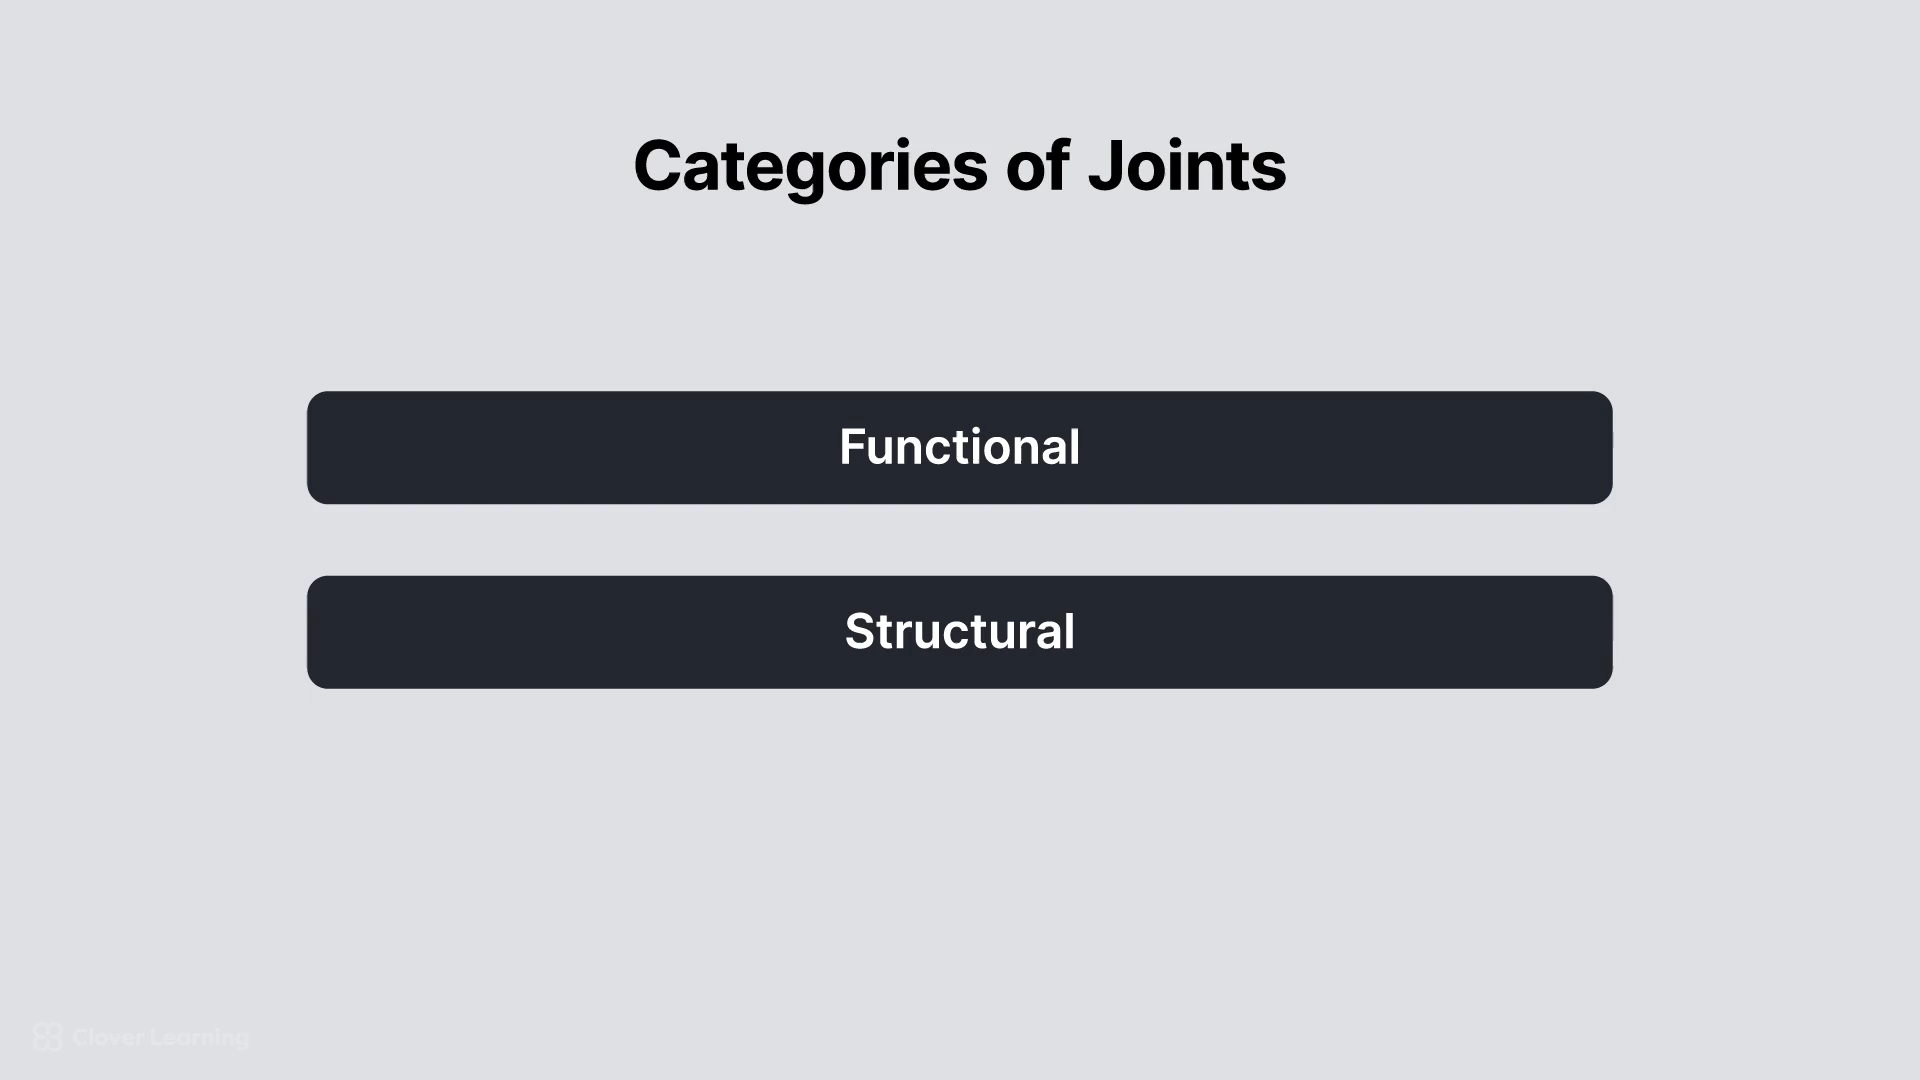 Categories of Joints
Functional
Structural
Clover Learning